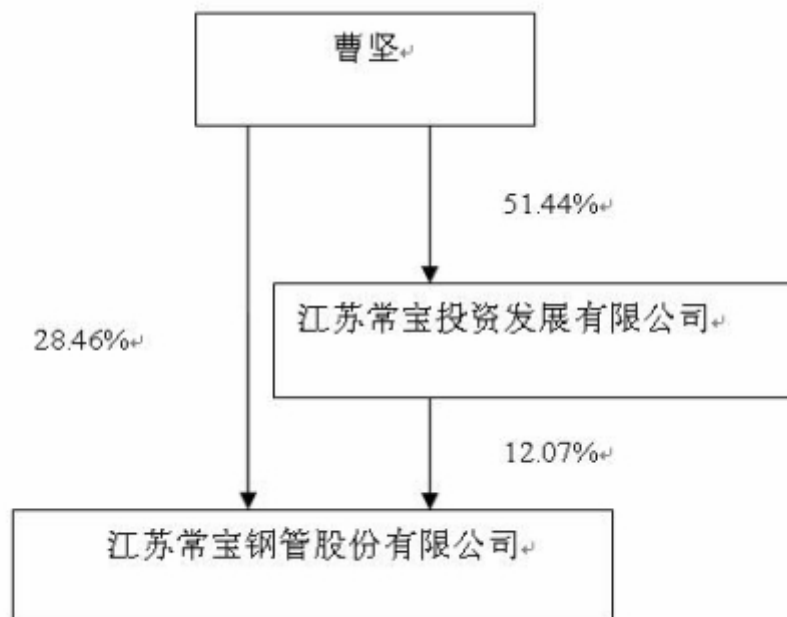 曹坚
51.44%
江苏常宝投资发展有限公司
28.46%
12.07%
江苏常宝钢管股份有限公司